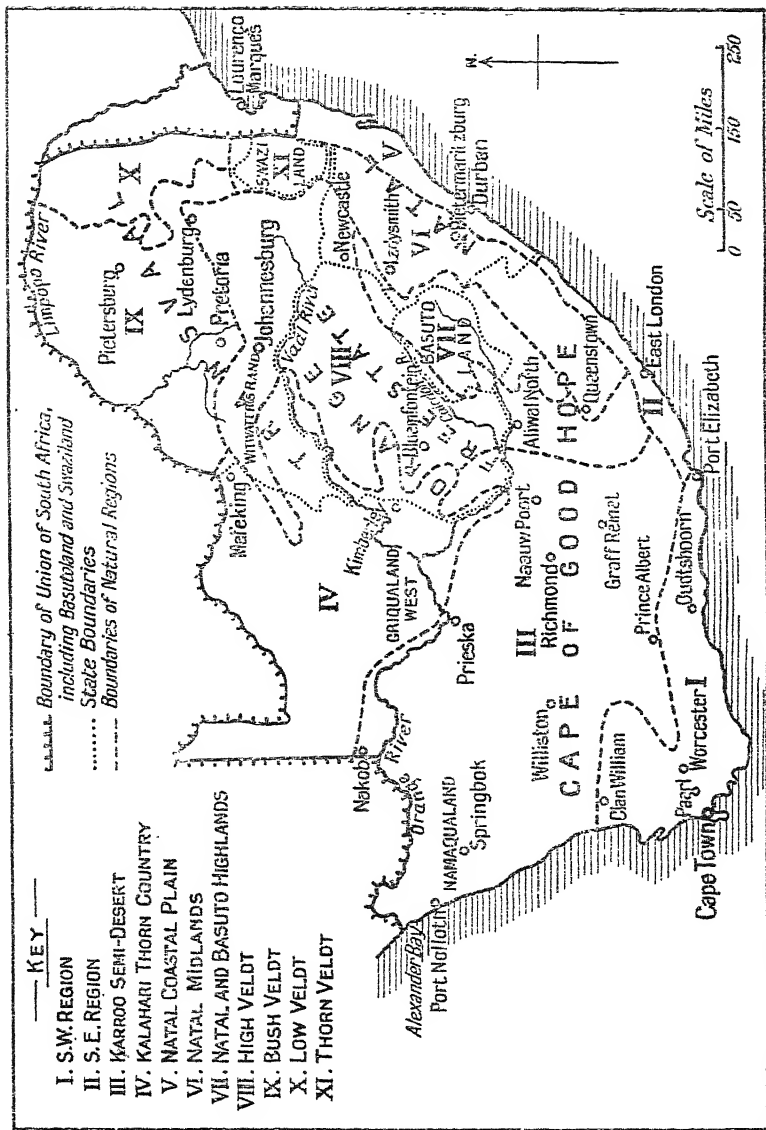 KEY
I. S.W. REGION
II. S.E. REGION
III. KARROO SEMI-DESERT
IV. KALAHARI THORN COUNTRY
V. NATAL COASTAL PLAIN
VI. NATAL MIDLANDS
VII. NATAL AND BASUTO HIGHLANDS
VIII. HIGH VELDT
IX. BUSH VELDT
X. LOW VELDT
XI. THORN VELDT
Boundary of Union of South Africa,
including Basutoland and Swaziland
State Boundaries
Boundaries of Natural Regions
Limpopo River
Pietersburg
IX
X
TRANSVAAL
Lydenburg
Pretoria
Johannesburg
WITWATERSRAND
Mafeking
SWAZI
XI
LAND
Lourenço
Marques
Vaal River
Newcastle
Ladysmith
NATAL
V
VI
Pietermaritzburg
Durban
ORANGE
STATE
VIII
Bloemfontein
BASUTO
VII
LAND
Kimberley
IV
GRIQUALAND
WEST
Prieska
Nakob
Orange
River
Alexander Bay
Port Nolloth
NAMAQUALAND
Springbok
Aliwal North
Queenstown
II
East London
Port Elizabeth
Naauw Poort
III
Richmond
Graff Reinet
Williston
CAPE OF GOOD HOPE
Prince Albert
Oudtshoorn
Clan William
Paarl
Worcester
I
Cape Town
N.
Scale of Miles
0 50 150 250